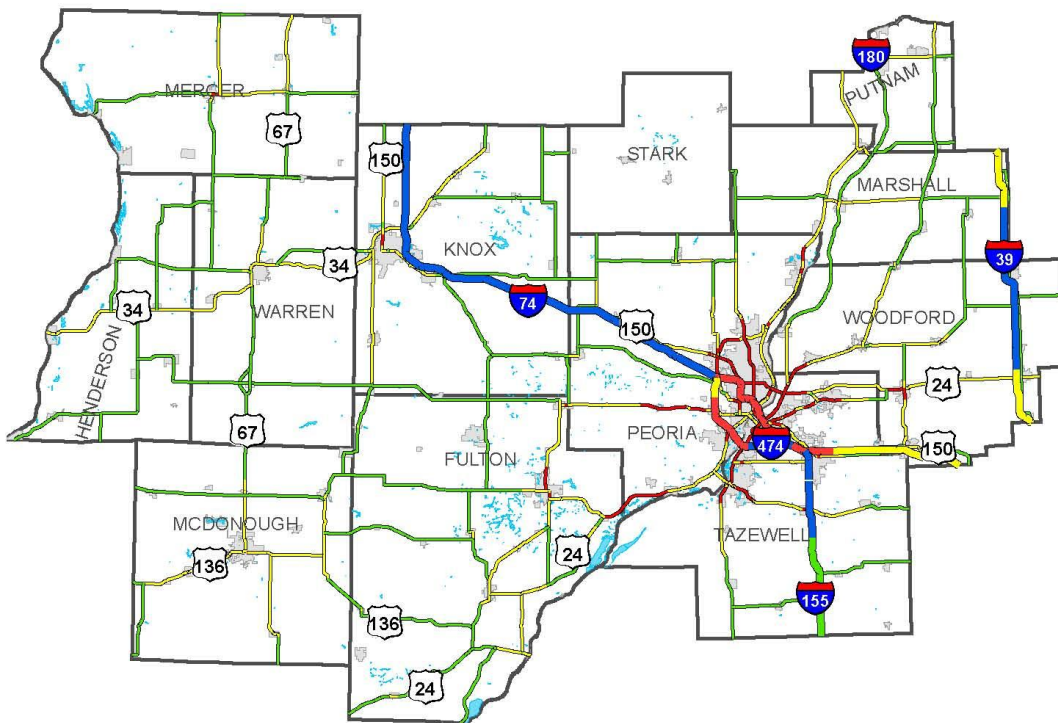 180
PUTNAM
MERCER
67
150
STARK
MARSHALL
KNOX
34
39
74
WARREN
34
150
WOODFORD
HENDERSON
24
67
PEORIA
474
150
FULTON
MCDONOUGH
TAZEWELL
24
136
155
136
24